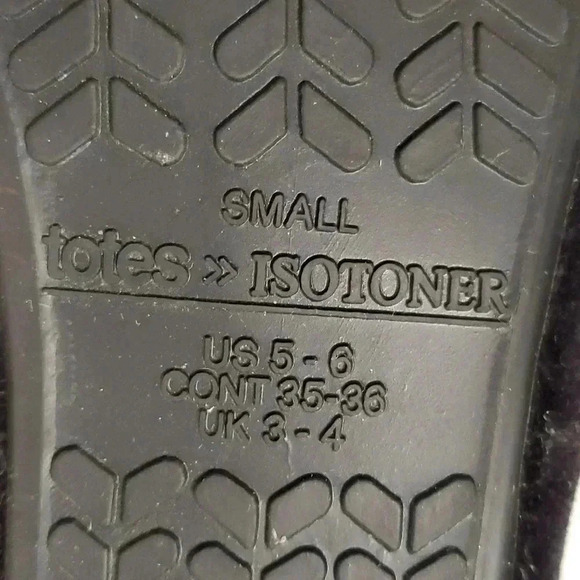 SMALL
totes » ISOTONER
US 5 - 6
CONT 35-36
UK 3 - 4